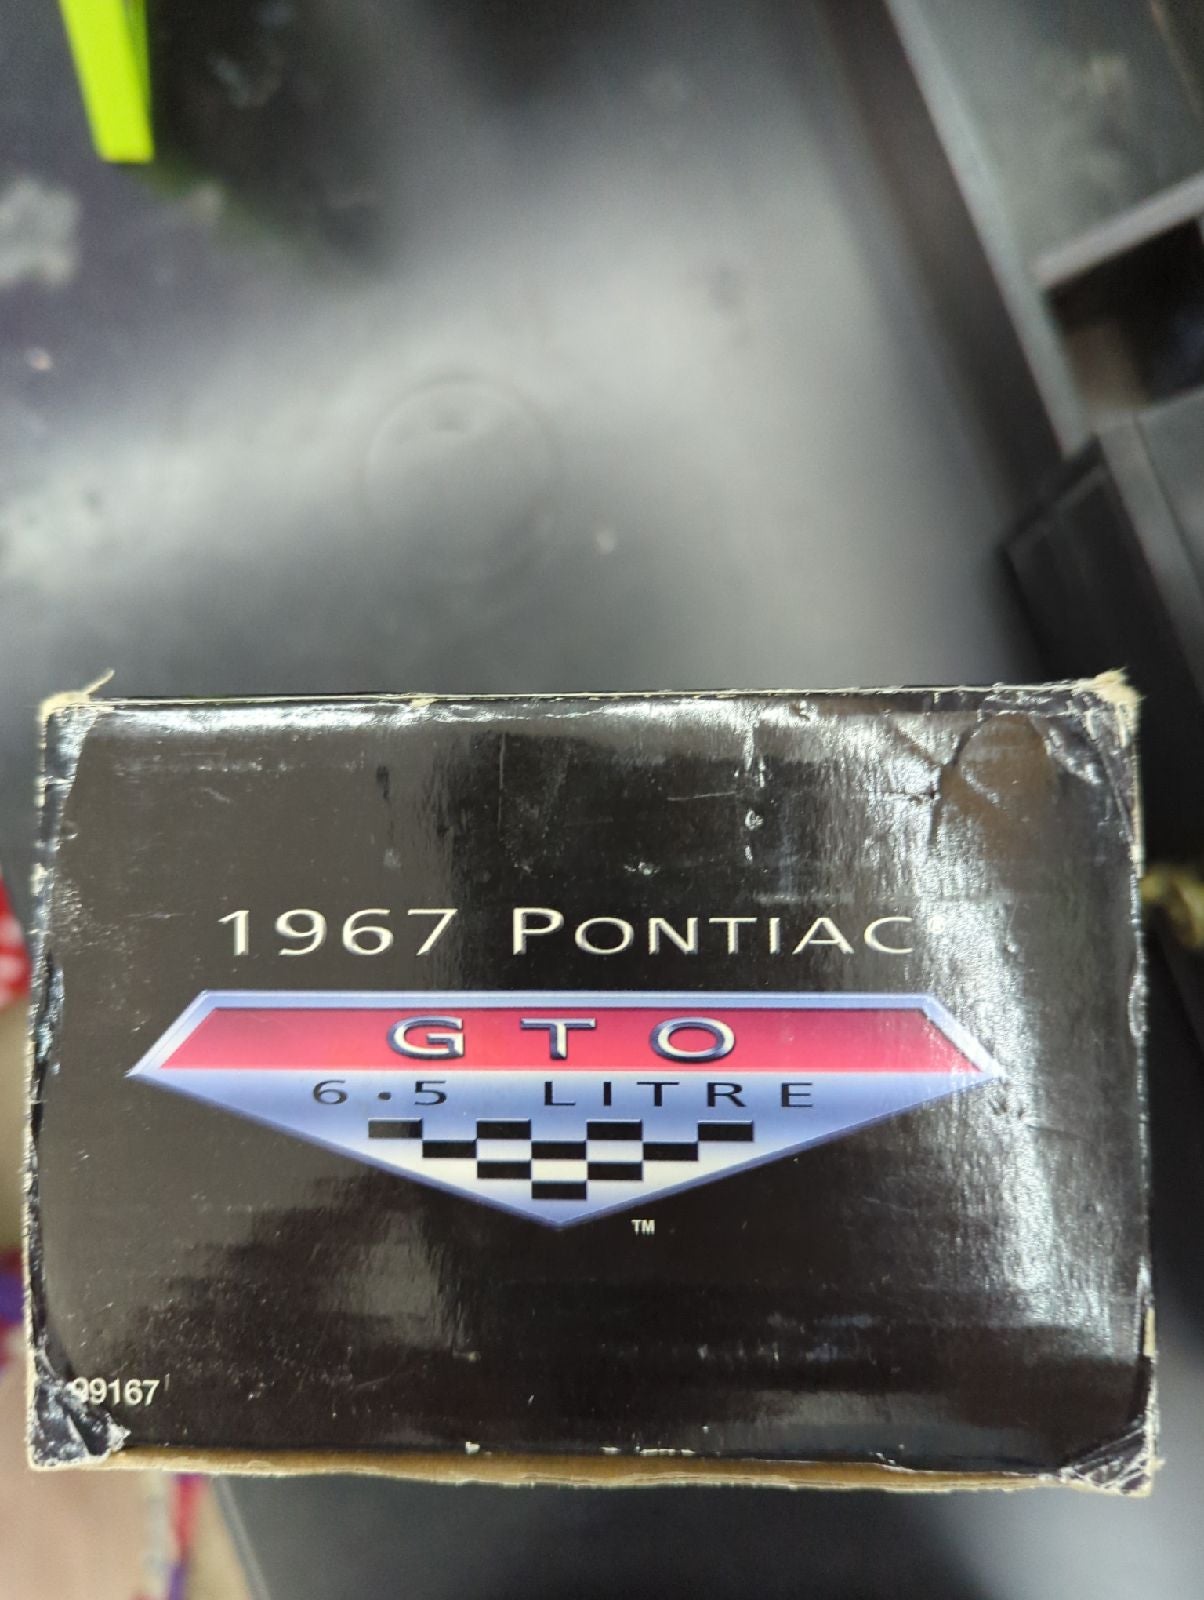 1967 PONTIAC
GTO
6.5 LITRE
TM
99167